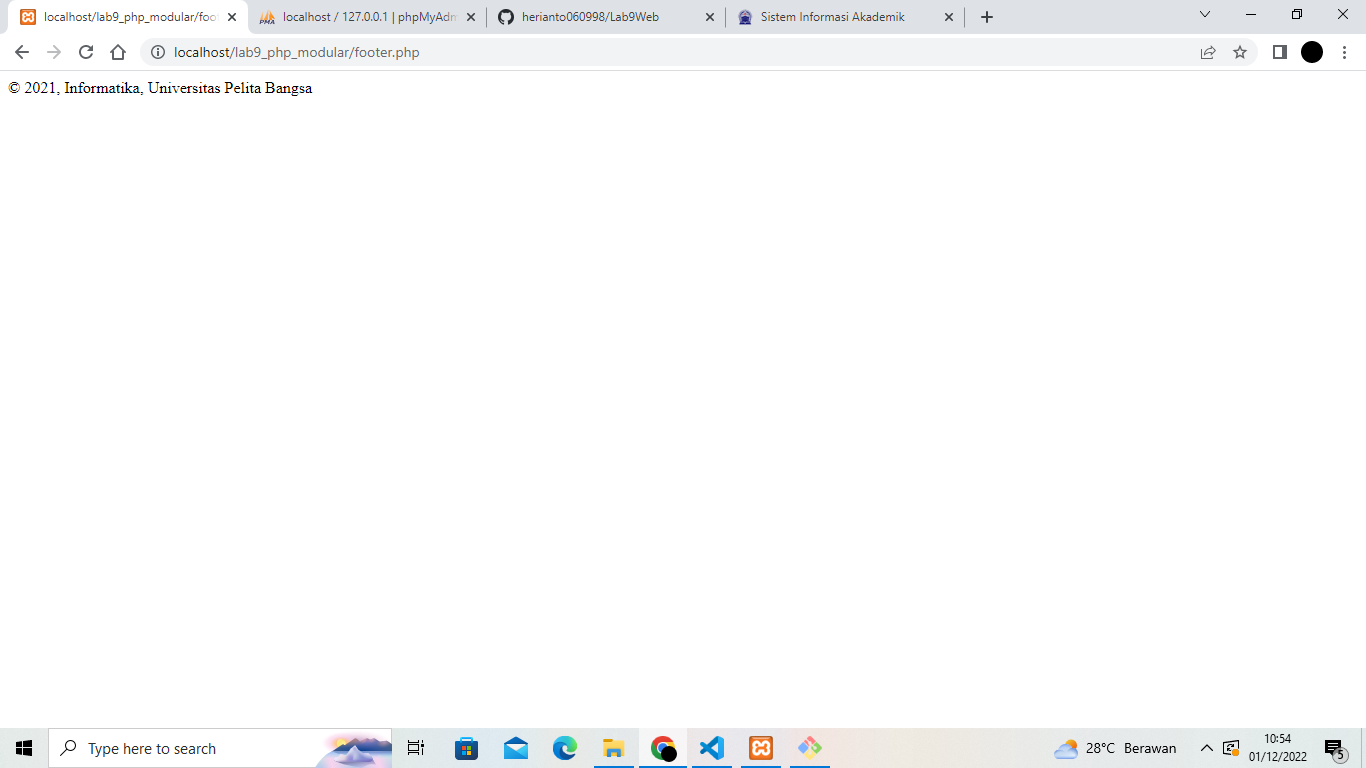 localhost/lab9_php_modular/foo
localhost / 127.0.0.1 | phpMyAdm
herianto060998/Lab9Web
Sistem Informasi Akademik
localhost/lab9_php_modular/footer.php
© 2021, Informatika, Universitas Pelita Bangsa
Type here to search
28°C Berawan
10:54
01/12/2022
5